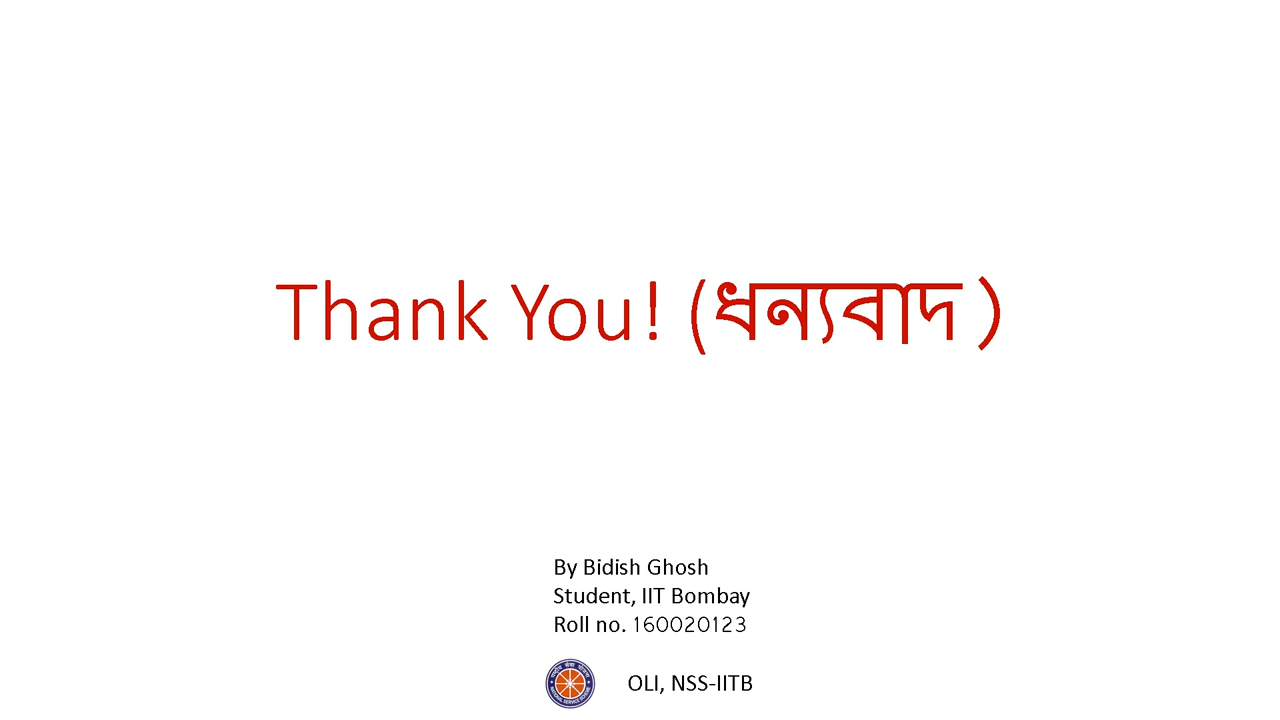 Thank You! (ধন্যবাদ )
By Bidish Ghosh
Student, IIT Bombay
Roll no. 160020123
OLI, NSS-IITB